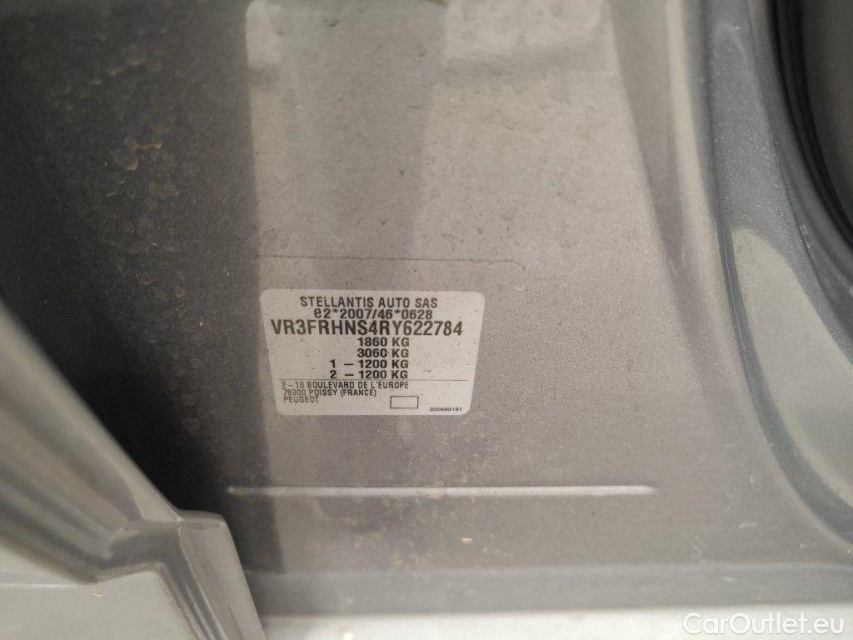 STELLANTIS AUTO SAS
e2*2007/46*0628
VR3FRHNS4RY622784
1860 KG
3060 KG
1 - 1200 KG
2 - 1200 KG
2-10 BOULEVARD DE L'EUROPE
78300 POISSY (FRANCE)
PEUGEOT
CarOutlet.eu